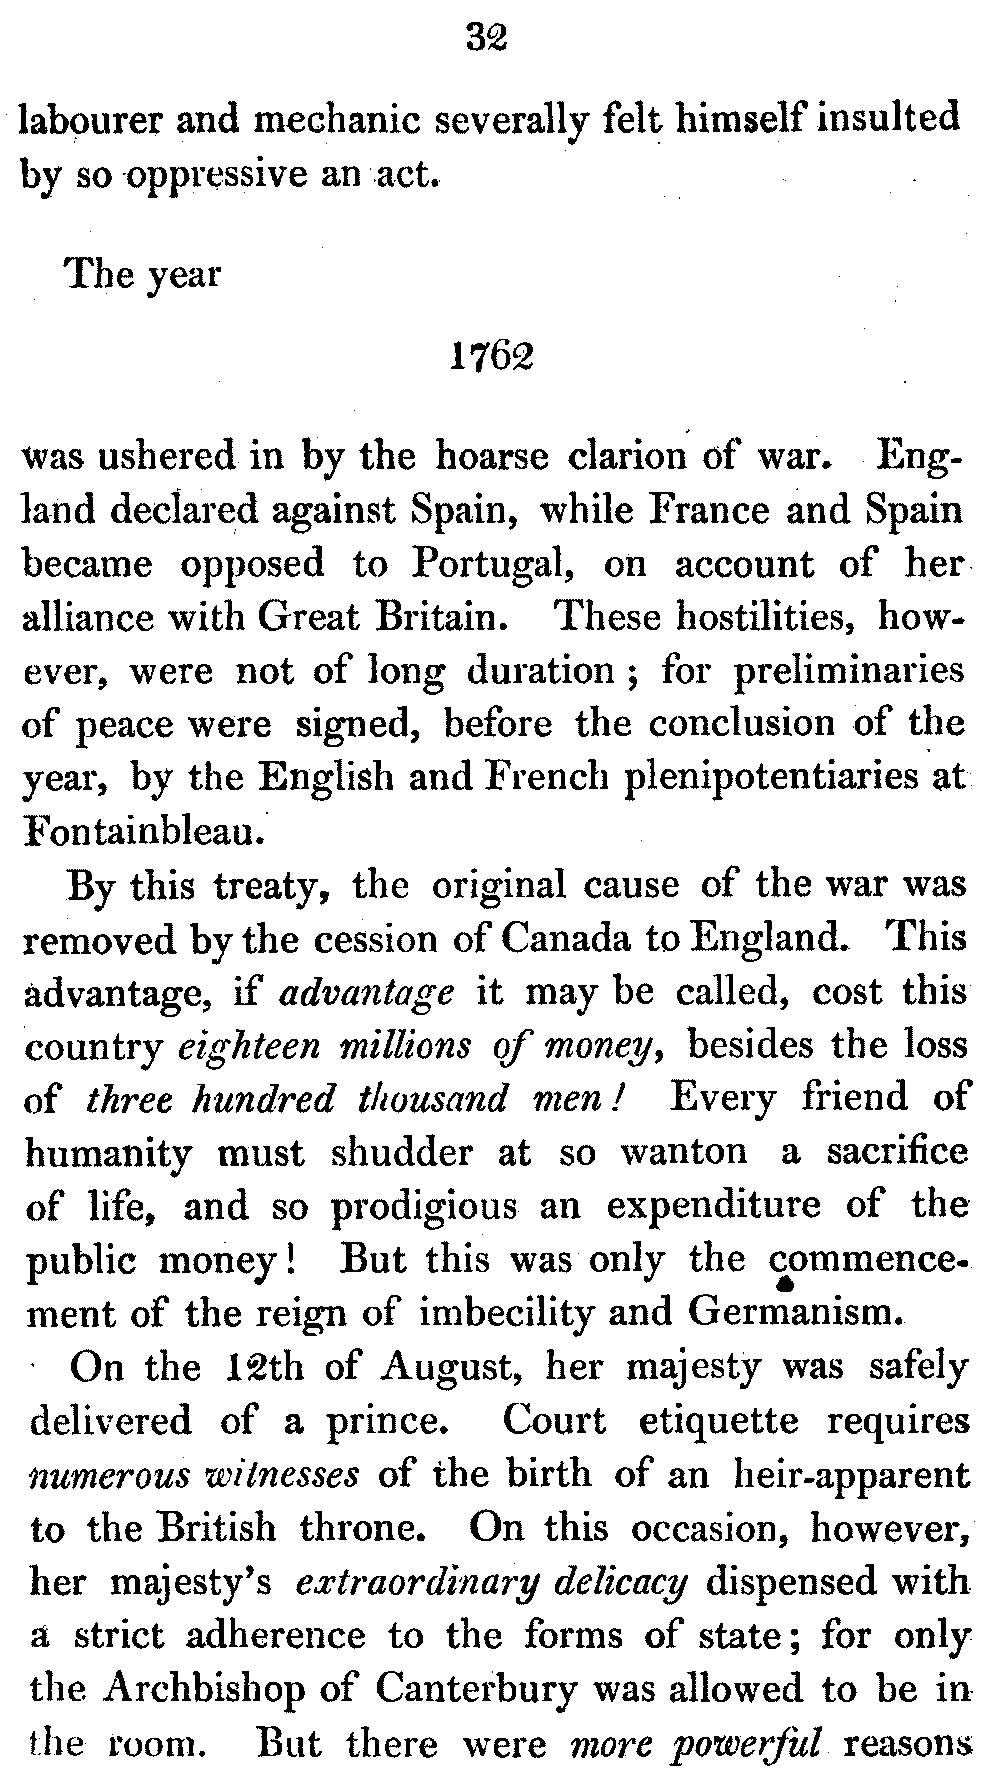 32
labourer and mechanic severally felt himself insulted
by so oppressive an act.
The year
1762
was ushered in by the hoarse clarion of war. Eng-
land declared against Spain, while France and Spain
became opposed to Portugal, on account of her
alliance with Great Britain. These hostilities, how-
ever, were not of long duration ; for preliminaries
of peace were signed, before the conclusion of the
year, by the English and French plenipotentiaries at
Fontainbleau.
By this treaty, the original cause of the war was
removed by the cession of Canada to England. This
advantage, if advantage it may be called, cost this
country eighteen millions of money, besides the loss
of three hundred thousand men ! Every friend of
humanity must shudder at so wanton a sacrifice
of life, and so prodigious an expenditure of the
public money! But this was only the commence-
ment of the reign of imbecility and Germanism.
On the 12th of August, her majesty was safely
delivered of a prince. Court etiquette requires
numerous witnesses of the birth of an heir-apparent
to the British throne. On this occasion, however,
her majesty's extraordinary delicacy dispensed with
a strict adherence to the forms of state; for only
the Archbishop of Canterbury was allowed to be in
the room. But there were more powerful reasons